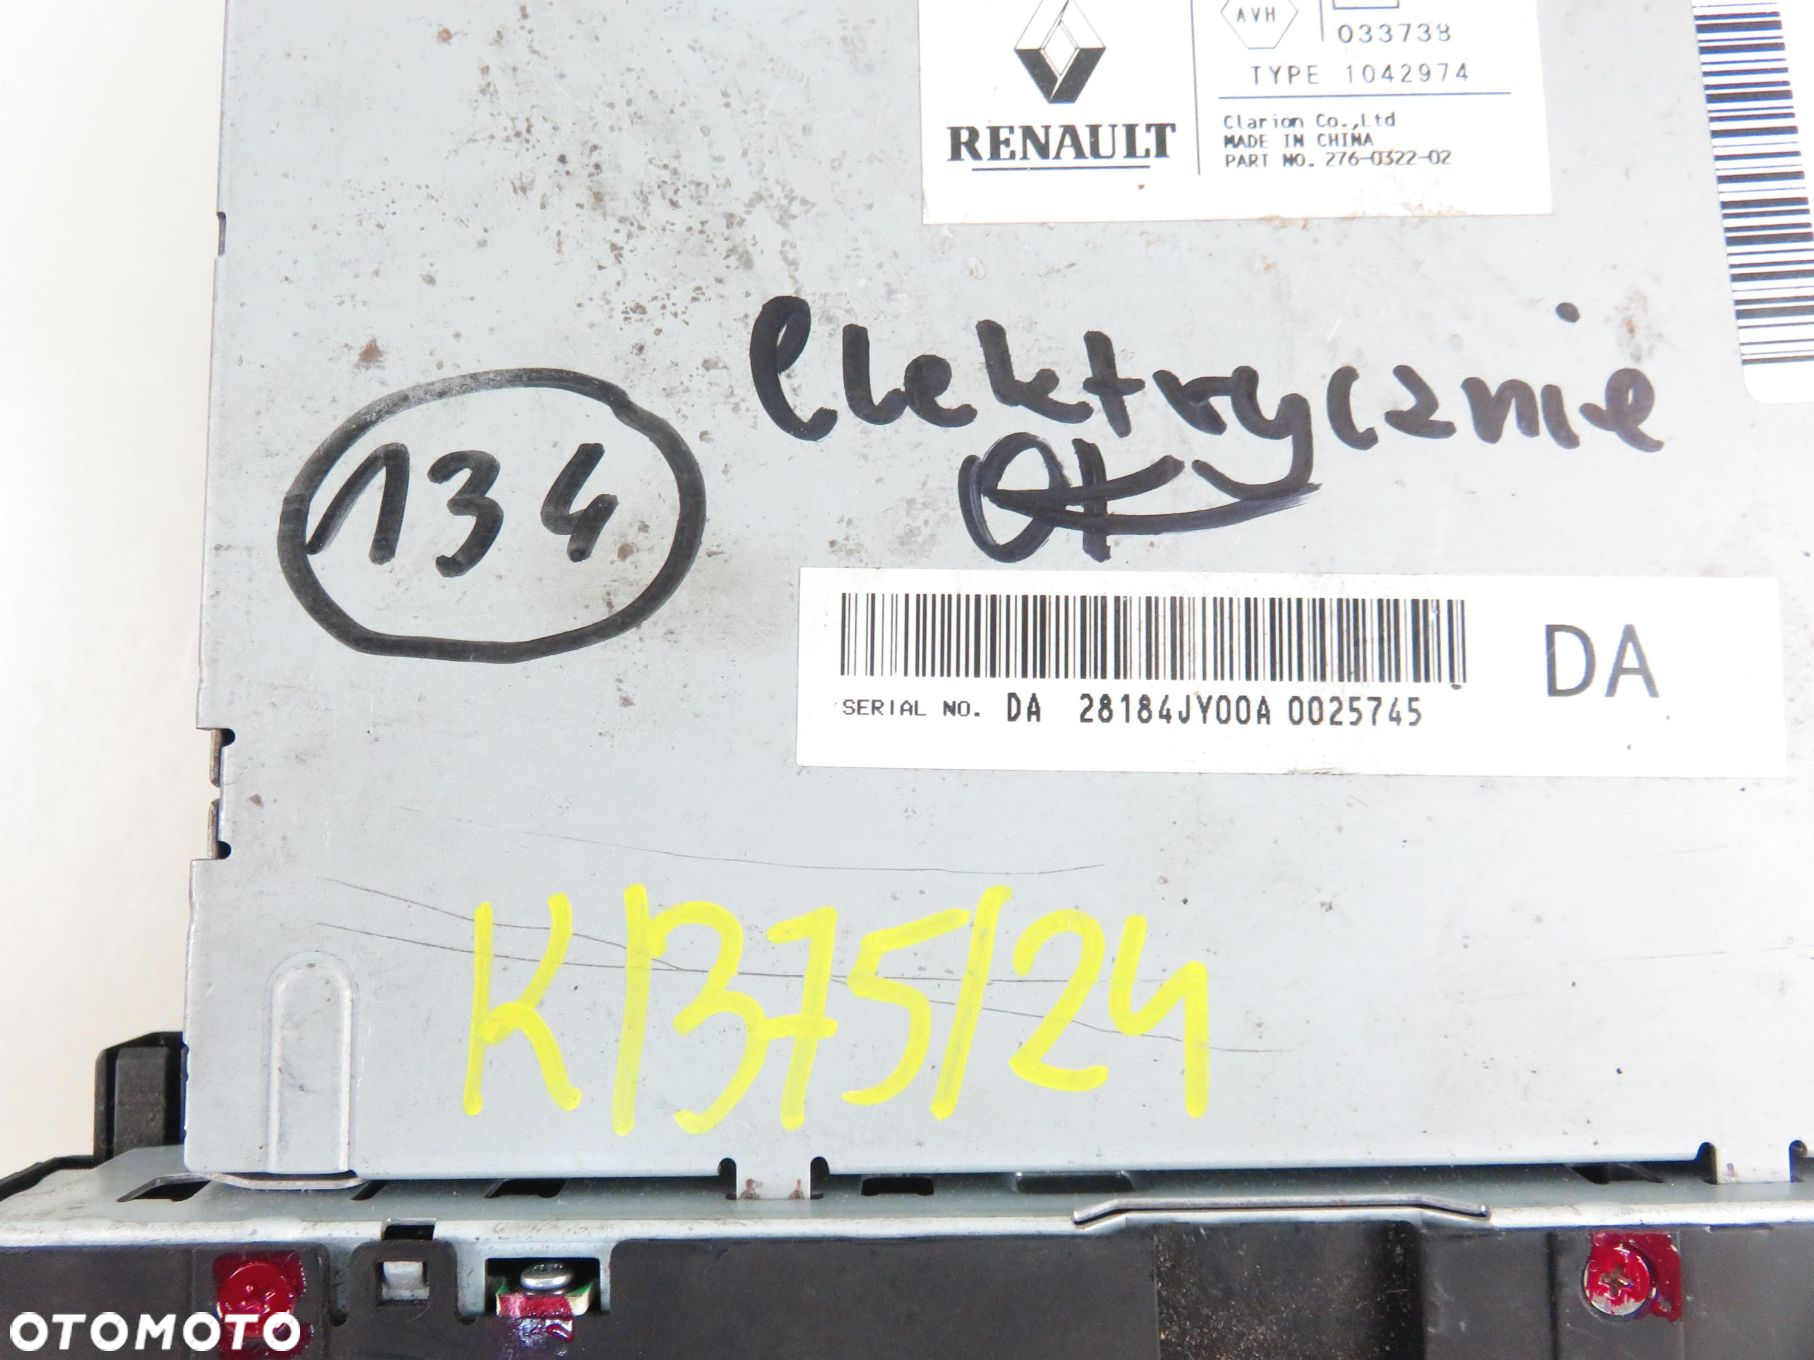 AVH
033738
TYPE 1042974
RENAULT
Clarion Co.,Ltd
MADE IN CHINA
PART NO. 276-0322-02
elektrycznie
OK
134
SERIAL NO. DA 28184JY00A 0025745
DA
K/375/24
OTOMOTO